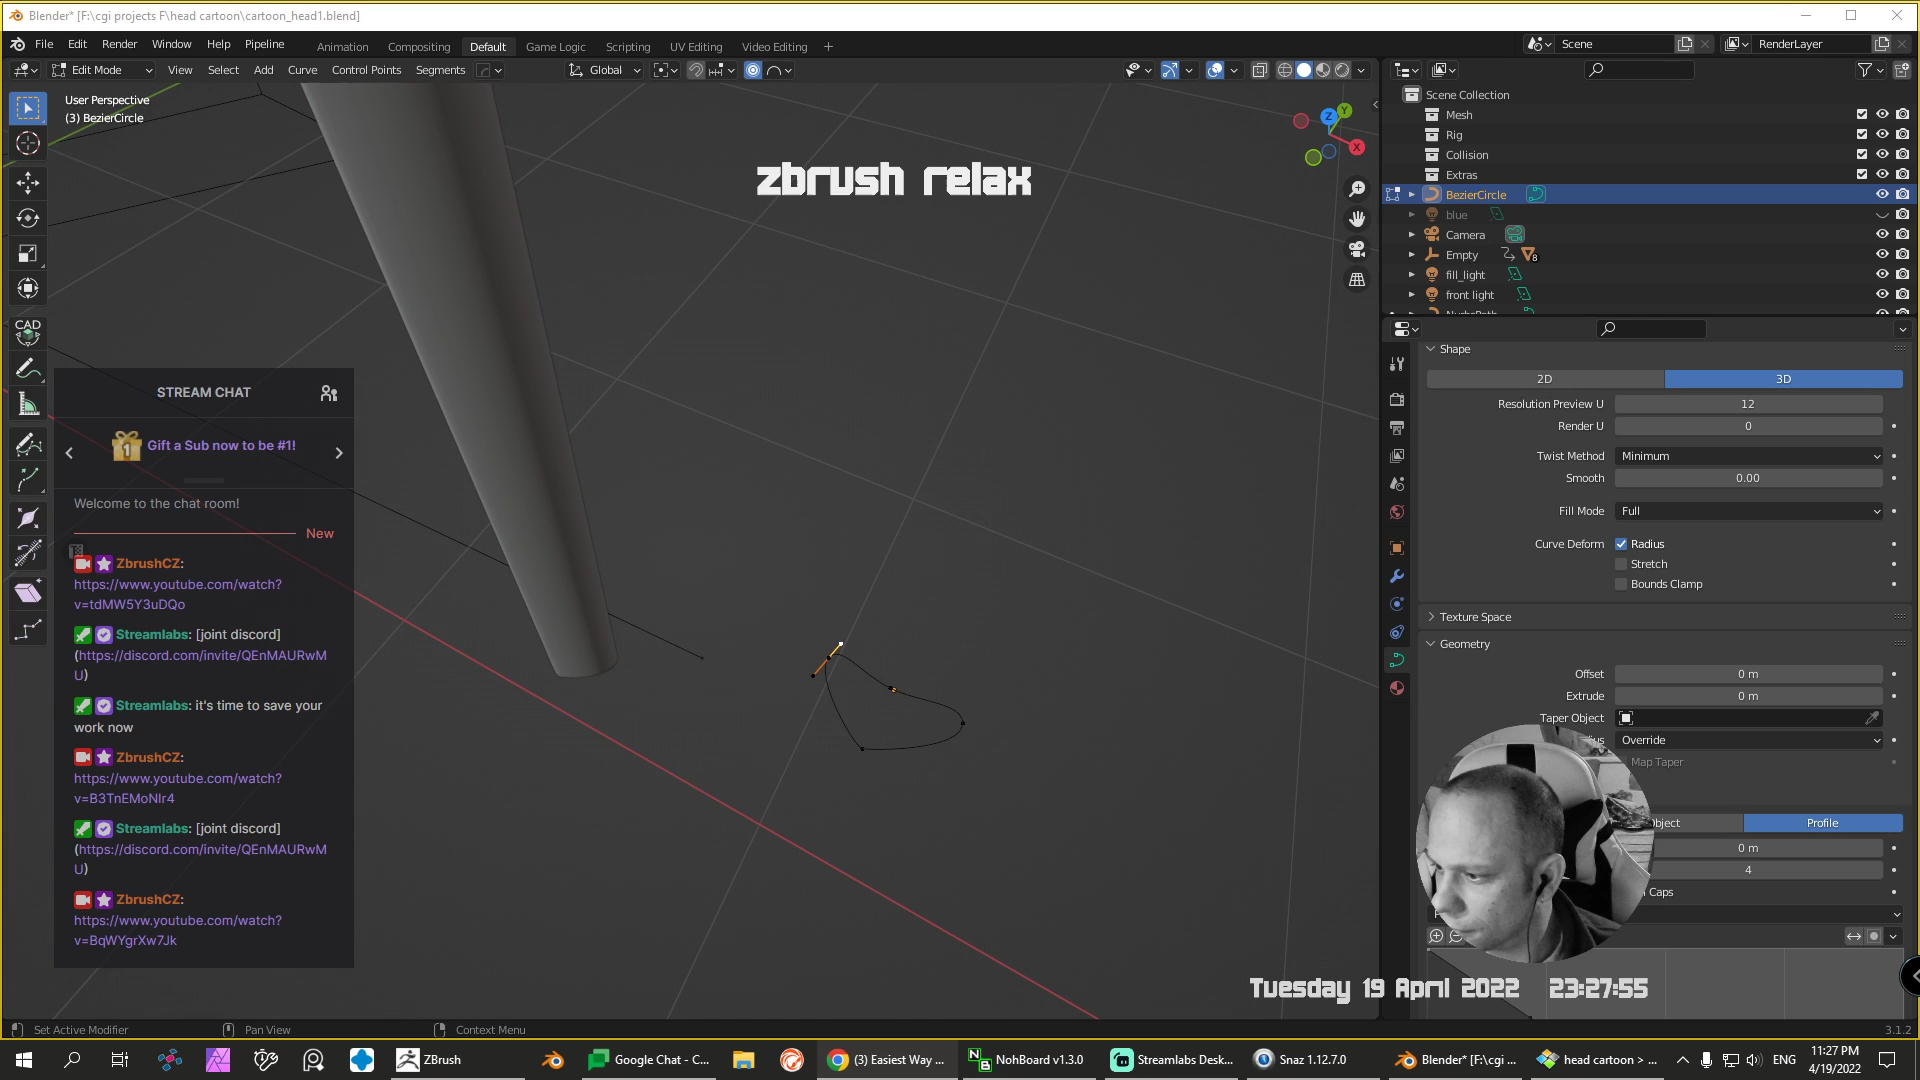 Blender* [F:\cgi projects F\head cartoon\cartoon_head1.blend]
File Edit Render Window Help Pipeline Animation Compositing Default Game Logic Scripting UV Editing Video Editing + Scene RenderLayer
Edit Mode View Select Add Curve Control Points Segments Global
User Perspective
(3) BezierCircle
zbrush relax
Z Y X
CAD
STREAM CHAT
1 Gift a Sub now to be #1!
Welcome to the chat room!
New
ZbrushCZ:
https://www.youtube.com/watch?
v=tdMW5Y3uDQo
Streamlabs: [joint discord]
(https://discord.com/invite/QEnMAURwM
U)
Streamlabs: it's time to save your
work now
ZbrushCZ:
https://www.youtube.com/watch?
v=B3TnEMoNIr4
Streamlabs: [joint discord]
(https://discord.com/invite/QEnMAURwM
U)
ZbrushCZ:
https://www.youtube.com/watch?
v=BqWYgrXw7Jk
Scene Collection
Mesh
Rig
Collision
Extras
BezierCircle
blue
Camera
Empty 8
fill_light
front light
NurbsPath
Shape
2D 3D
Resolution Preview U 12
Render U 0
Twist Method Minimum
Smooth 0.00
Fill Mode Full
Curve Deform Radius
Stretch
Bounds Clamp
Texture Space
Geometry
Offset 0 m
Extrude 0 m
Taper Object
Override
Map Taper
Object Profile
0 m
4
Caps
Tuesday 19 April 2022 23:27:55
Set Active Modifier Pan View Context Menu 3.1.2
ZBrush Google Chat - C... (3) Easiest Way ... NohBoard v1.3.0 Streamlabs Desk... Snaz 1.12.7.0 Blender* [F:\cgi ... head cartoon > ... ENG
11:27 PM
4/19/2022